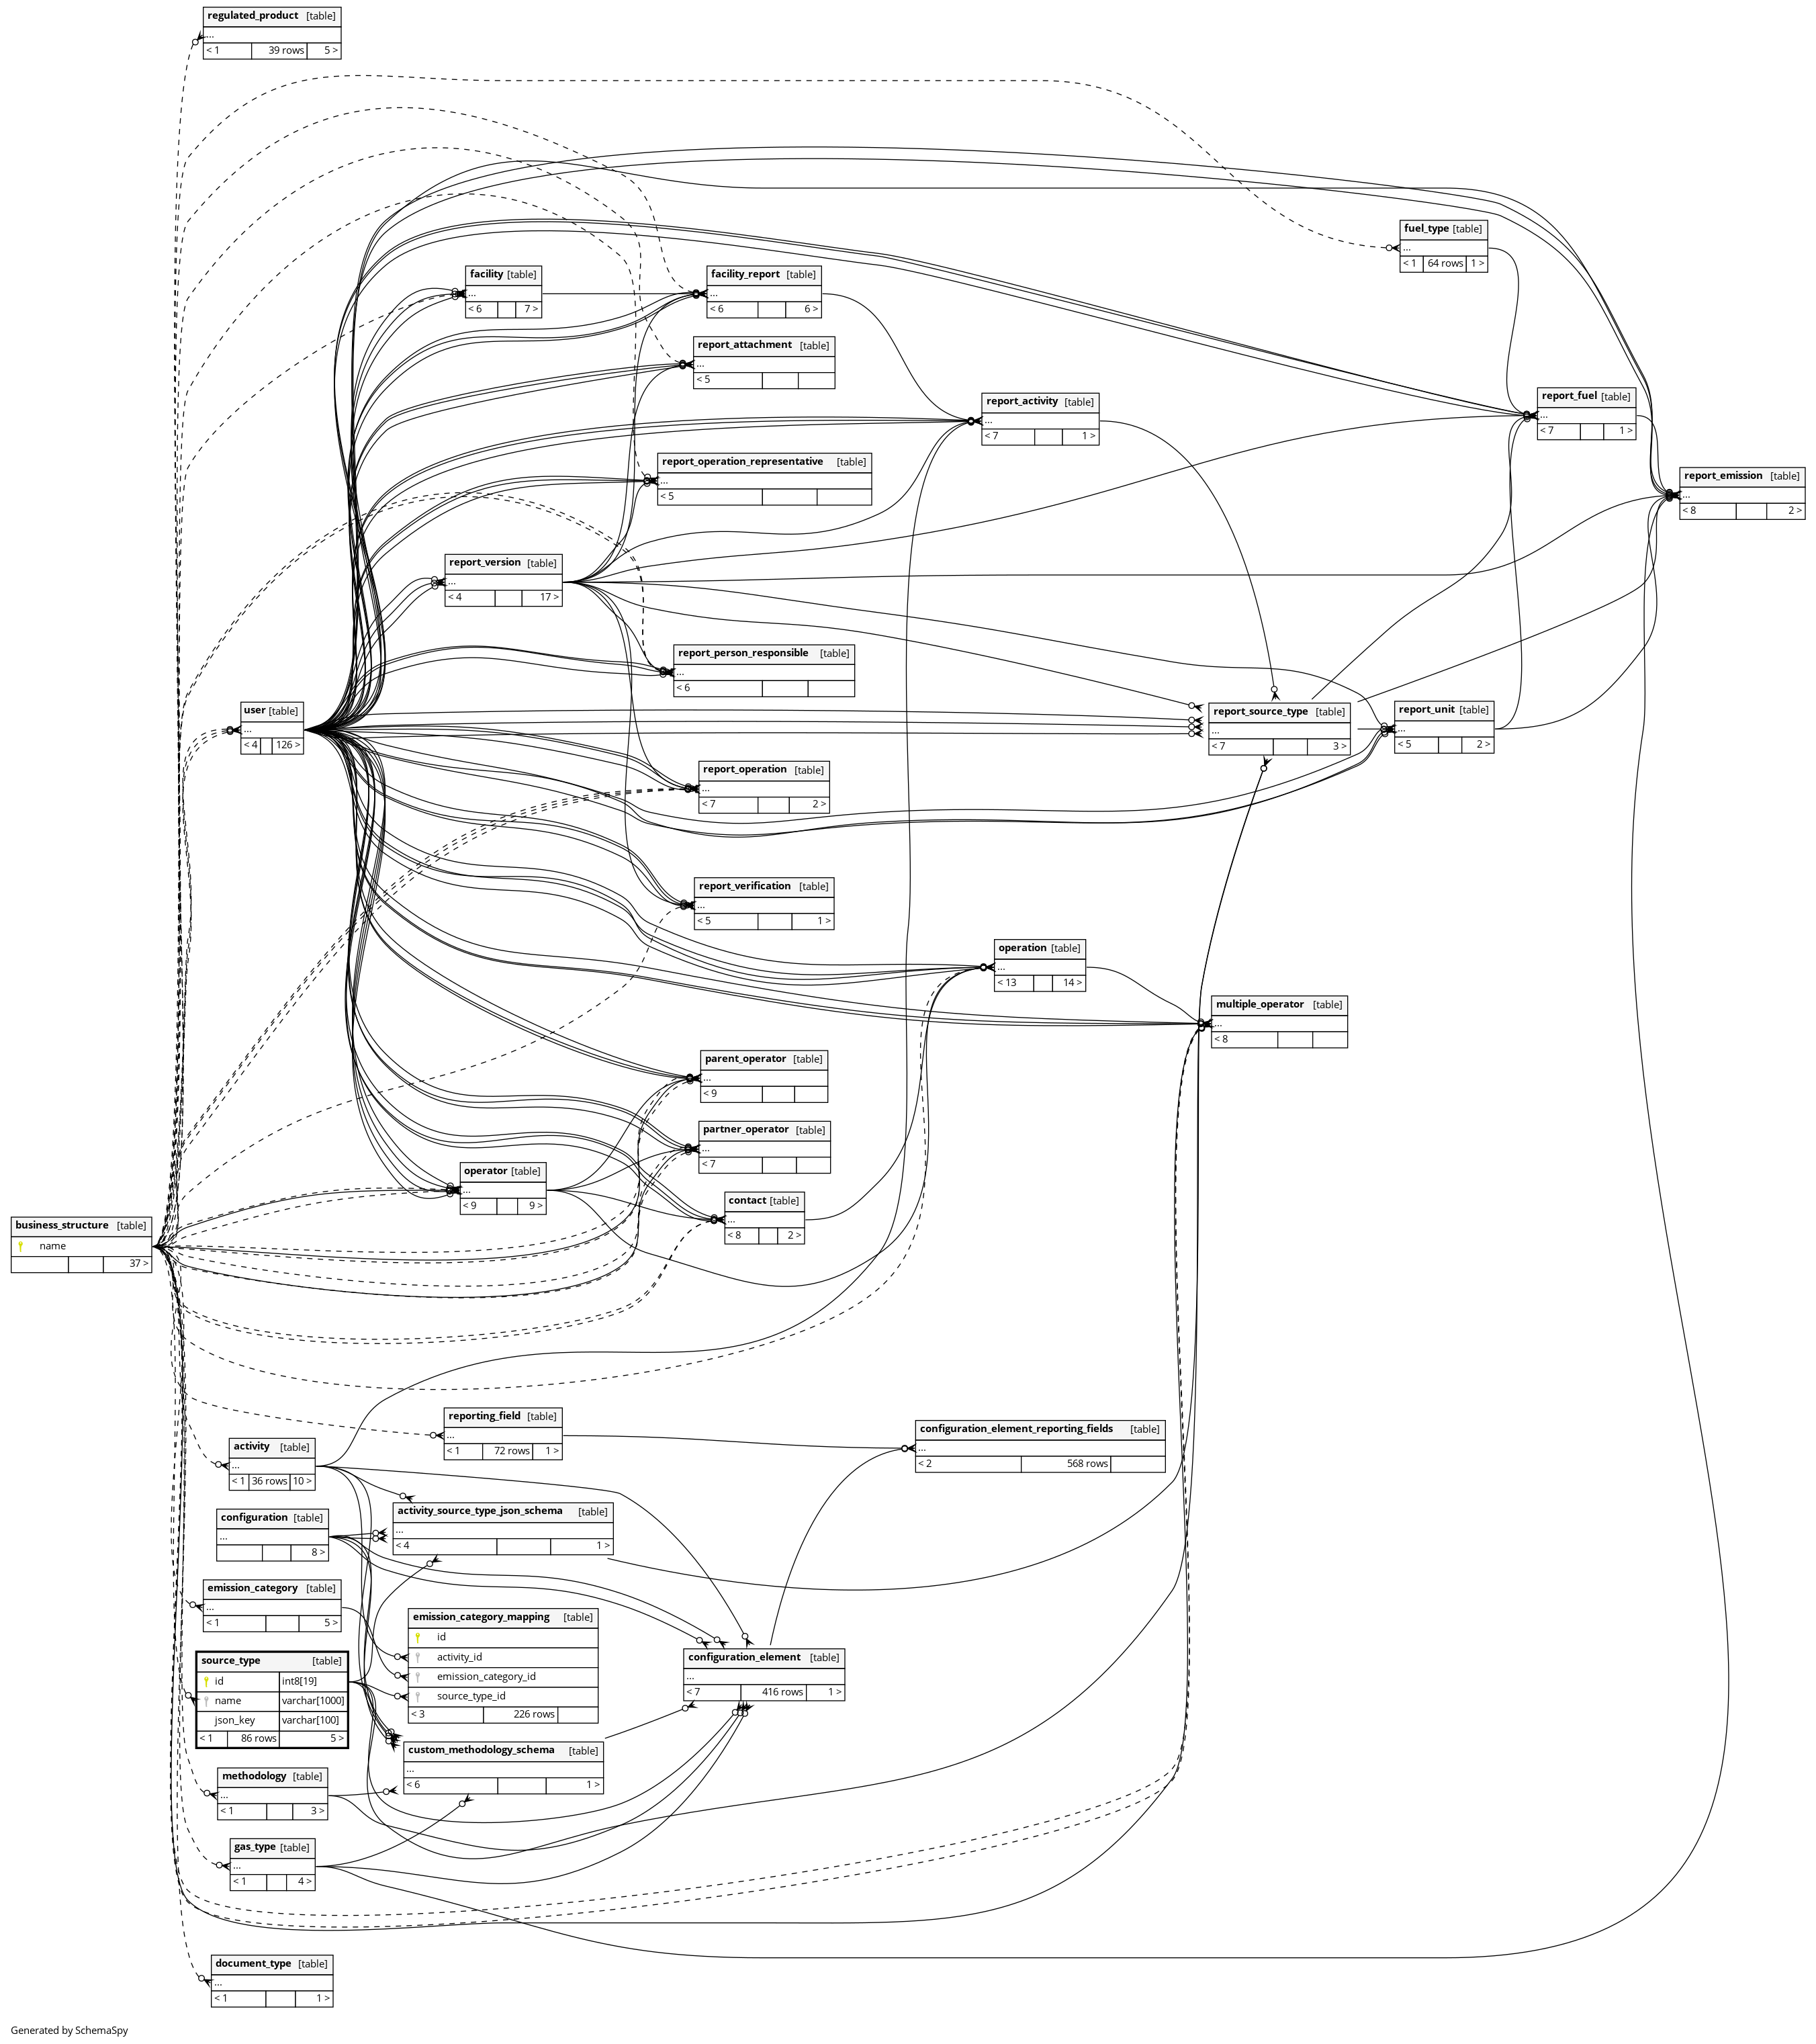 regulated_product [table]
...
< 1 39 rows 5 >
fuel_type [table]
...
< 1 64 rows 1 >
facility [table]
...
< 6 7 >
facility_report [table]
...
< 6 6 >
report_attachment [table]
...
< 5
report_activity [table]
...
< 7 1 >
report_fuel [table]
...
< 7 1 >
report_operation_representative [table]
...
< 5
report_emission [table]
...
< 8 2 >
report_version [table]
...
< 4 17 >
report_person_responsible [table]
...
< 6
user [table]
...
< 4 126 >
report_source_type [table]
...
< 7 3 >
report_unit [table]
...
< 5 2 >
report_operation [table]
...
< 7 2 >
report_verification [table]
...
< 5 1 >
operation [table]
...
< 13 14 >
multiple_operator [table]
...
< 8
parent_operator [table]
...
< 9
partner_operator [table]
...
< 7
operator [table]
...
< 9 9 >
contact [table]
...
< 8 2 >
business_structure [table]
name
37 >
reporting_field [table]
...
< 1 72 rows 1 >
configuration_element_reporting_fields [table]
...
< 2 568 rows
activity [table]
...
< 1 36 rows 10 >
activity_source_type_json_schema [table]
...
< 4 1 >
configuration [table]
...
8 >
emission_category [table]
...
< 1 5 >
emission_category_mapping [table]
id
activity_id
emission_category_id
source_type_id
< 3 226 rows
configuration_element [table]
...
< 7 416 rows 1 >
source_type [table]
id int8[19]
name varchar[1000]
json_key varchar[100]
< 1 86 rows 5 >
custom_methodology_schema [table]
...
< 6 1 >
methodology [table]
...
< 1 3 >
gas_type [table]
...
< 1 4 >
document_type [table]
...
< 1 1 >
Generated by SchemaSpy